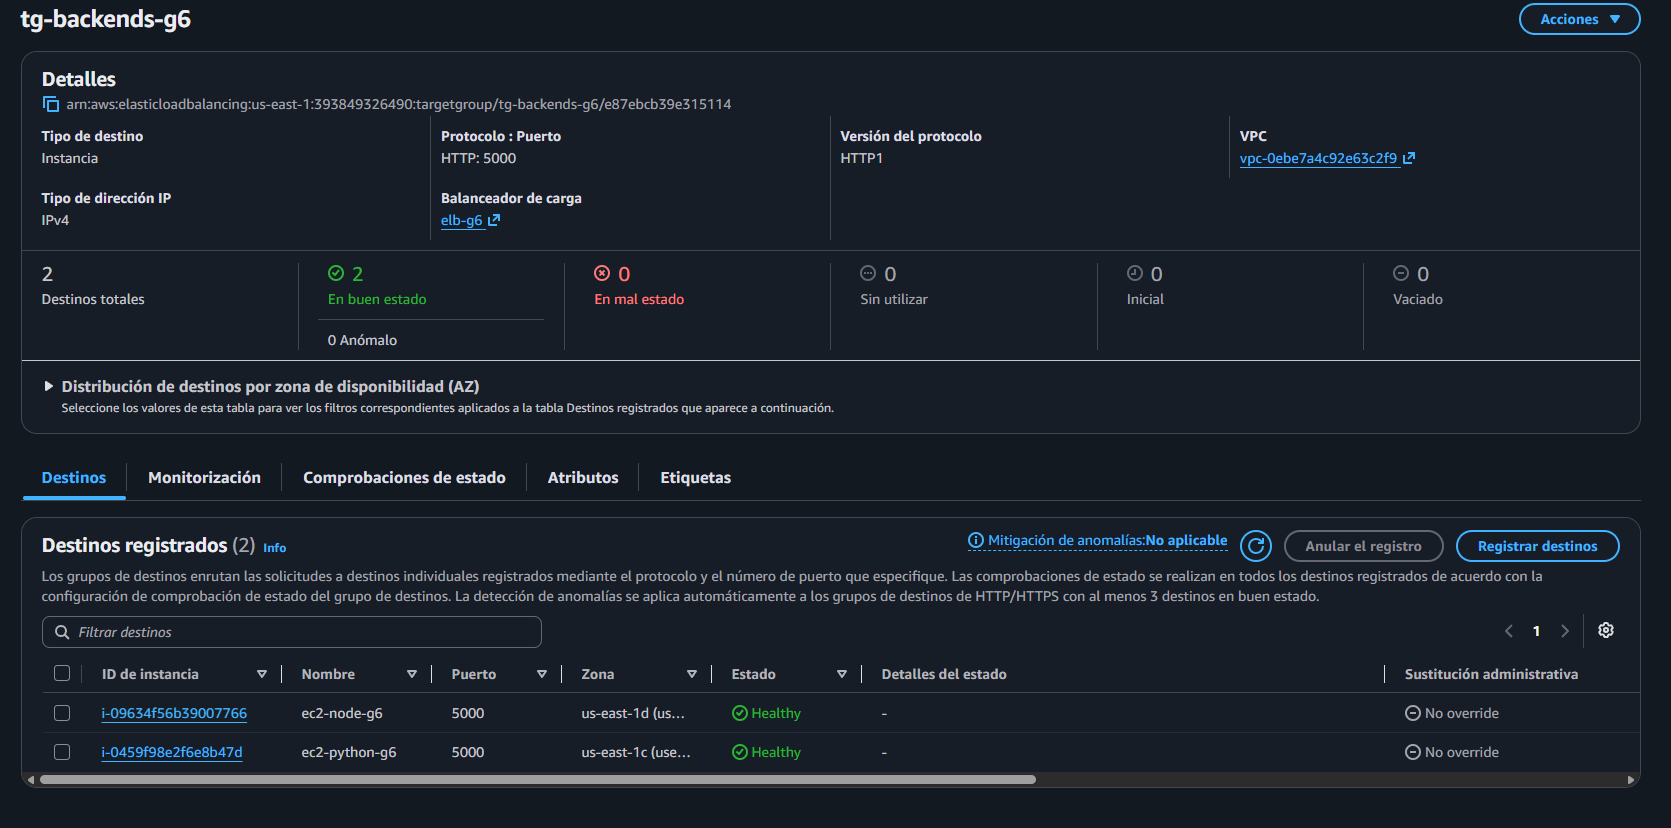 tg-backends-g6
Acciones
Detalles
arn:aws:elasticloadbalancing:us-east-1:393849326490:targetgroup/tg-backends-g6/e87ebcb39e315114
Tipo de destino
Instancia
Protocolo : Puerto
HTTP: 5000
Versión del protocolo
HTTP1
VPC
vpc-0ebe7a4c92e63c2f9
Tipo de dirección IP
IPv4
Balanceador de carga
elb-g6
2
Destinos totales
2
En buen estado
0 Anómalo
0
En mal estado
0
Sin utilizar
0
Inicial
0
Vaciado
Distribución de destinos por zona de disponibilidad (AZ)
Seleccione los valores de esta tabla para ver los filtros correspondientes aplicados a la tabla Destinos registrados que aparece a continuación.
Destinos Monitorización Comprobaciones de estado Atributos Etiquetas
Destinos registrados (2) Info
Mitigación de anomalías:No aplicable
Anular el registro
Registrar destinos
Los grupos de destinos enrutan las solicitudes a destinos individuales registrados mediante el protocolo y el número de puerto que especifique. Las comprobaciones de estado se realizan en todos los destinos registrados de acuerdo con la
configuración de comprobación de estado del grupo de destinos. La detección de anomalías se aplica automáticamente a los grupos de destinos de HTTP/HTTPS con al menos 3 destinos en buen estado.
Filtrar destinos
1
ID de instancia Nombre Puerto Zona Estado Detalles del estado Sustitución administrativa
i-09634f56b39007766 ec2-node-g6 5000 us-east-1d (us... Healthy - No override
i-0459f98e2f6e8b47d ec2-python-g6 5000 us-east-1c (use... Healthy - No override